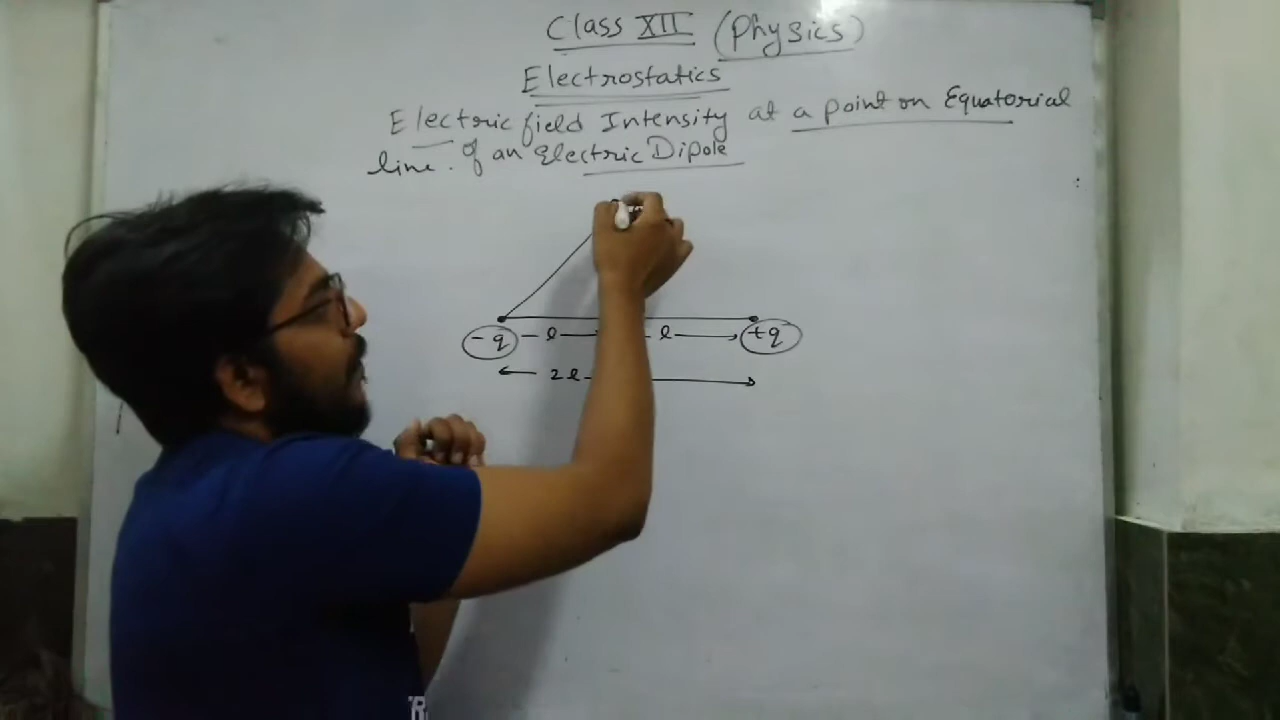 Class XII (Physics)
Electrostatics
Electric field Intensity at a point on Equatorial
line. Of an Electric Dipole
-q l l +q
2l